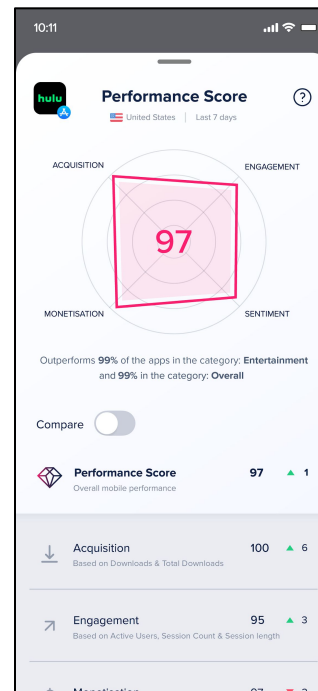 10:11
hulu
Performance Score
United States | Last 7 days
ACQUISITION
ENGAGEMENT
97
MONETISATION
SENTIMENT
Outperforms 99% of the apps in the category: Entertainment
and 99% in the category: Overall
Compare
Performance Score 97 ▲ 1
Overall mobile performance
Acquisition 100 ▲ 6
Based on Downloads & Total Downloads
Engagement 95 ▲ 3
Based on Active Users, Session Count & Session length
Monetisation 97